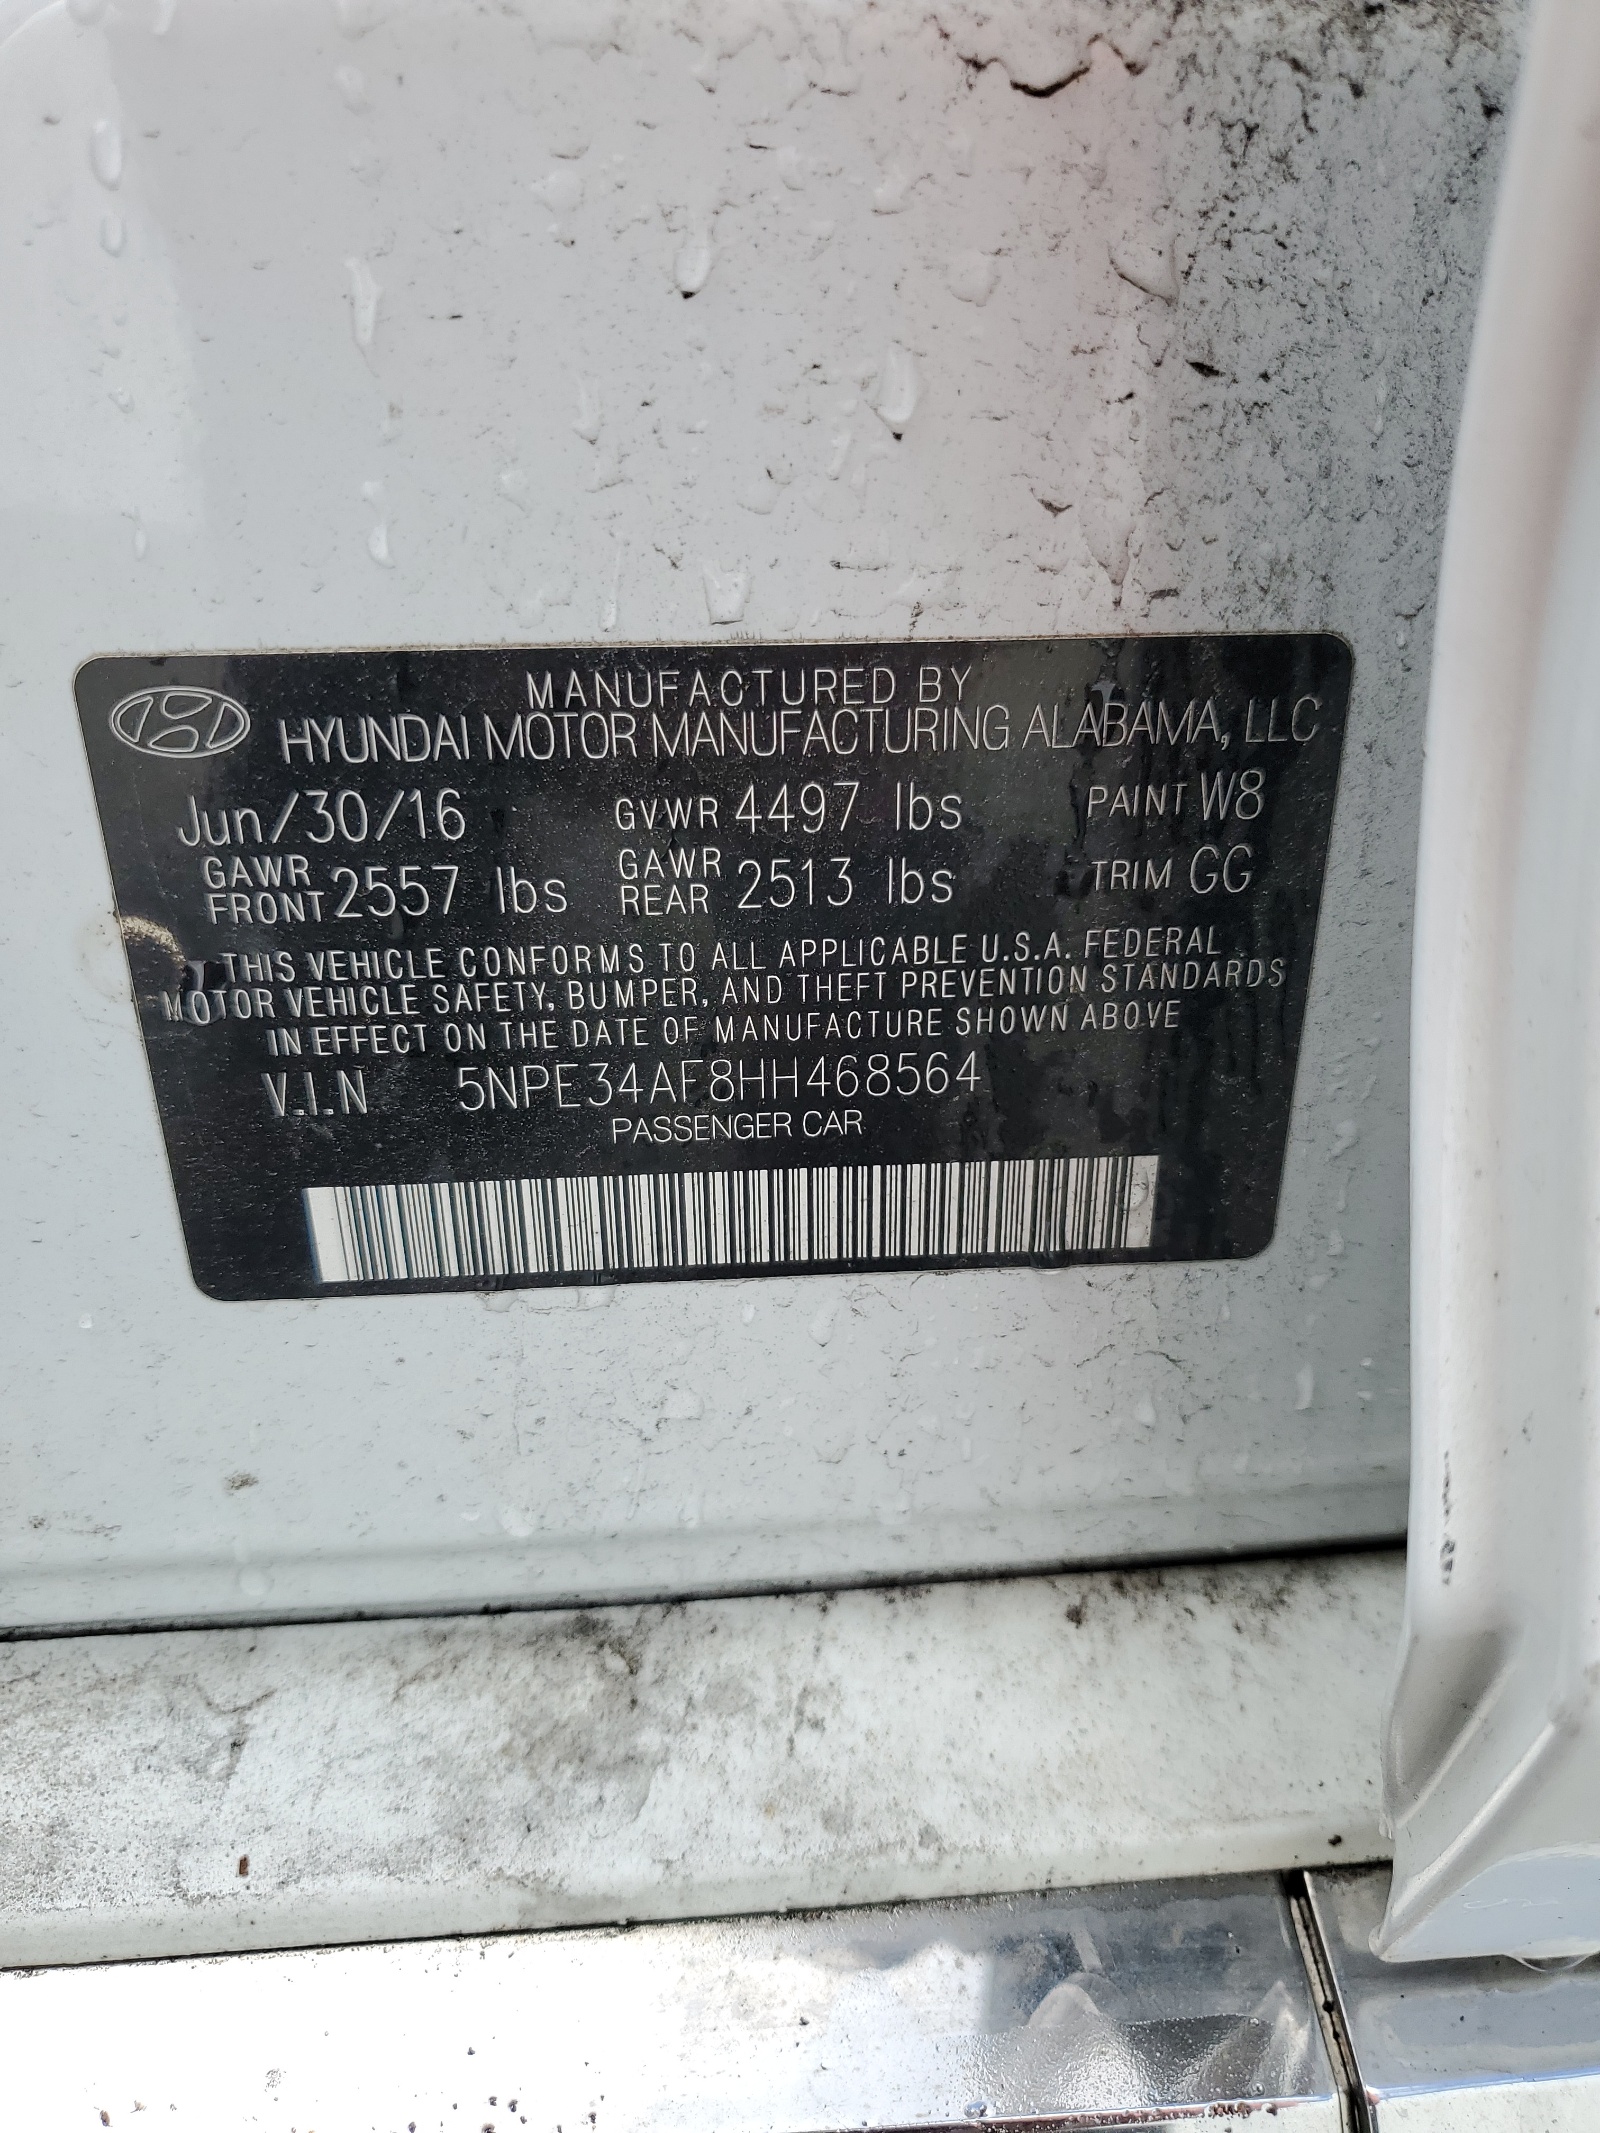 MANUFACTURED BY
HYUNDAI MOTOR MANUFACTURING ALABAMA, LLC
Jun/30/16 GVWR 4497 lbs PAINT W8
GAWR FRONT 2557 lbs GAWR REAR 2513 lbs TRIM GG
THIS VEHICLE CONFORMS TO ALL APPLICABLE U.S.A. FEDERAL
MOTOR VEHICLE SAFETY, BUMPER, AND THEFT PREVENTION STANDARDS
IN EFFECT ON THE DATE OF MANUFACTURE SHOWN ABOVE
V.I.N 5NPE34AF8HH468564
PASSENGER CAR